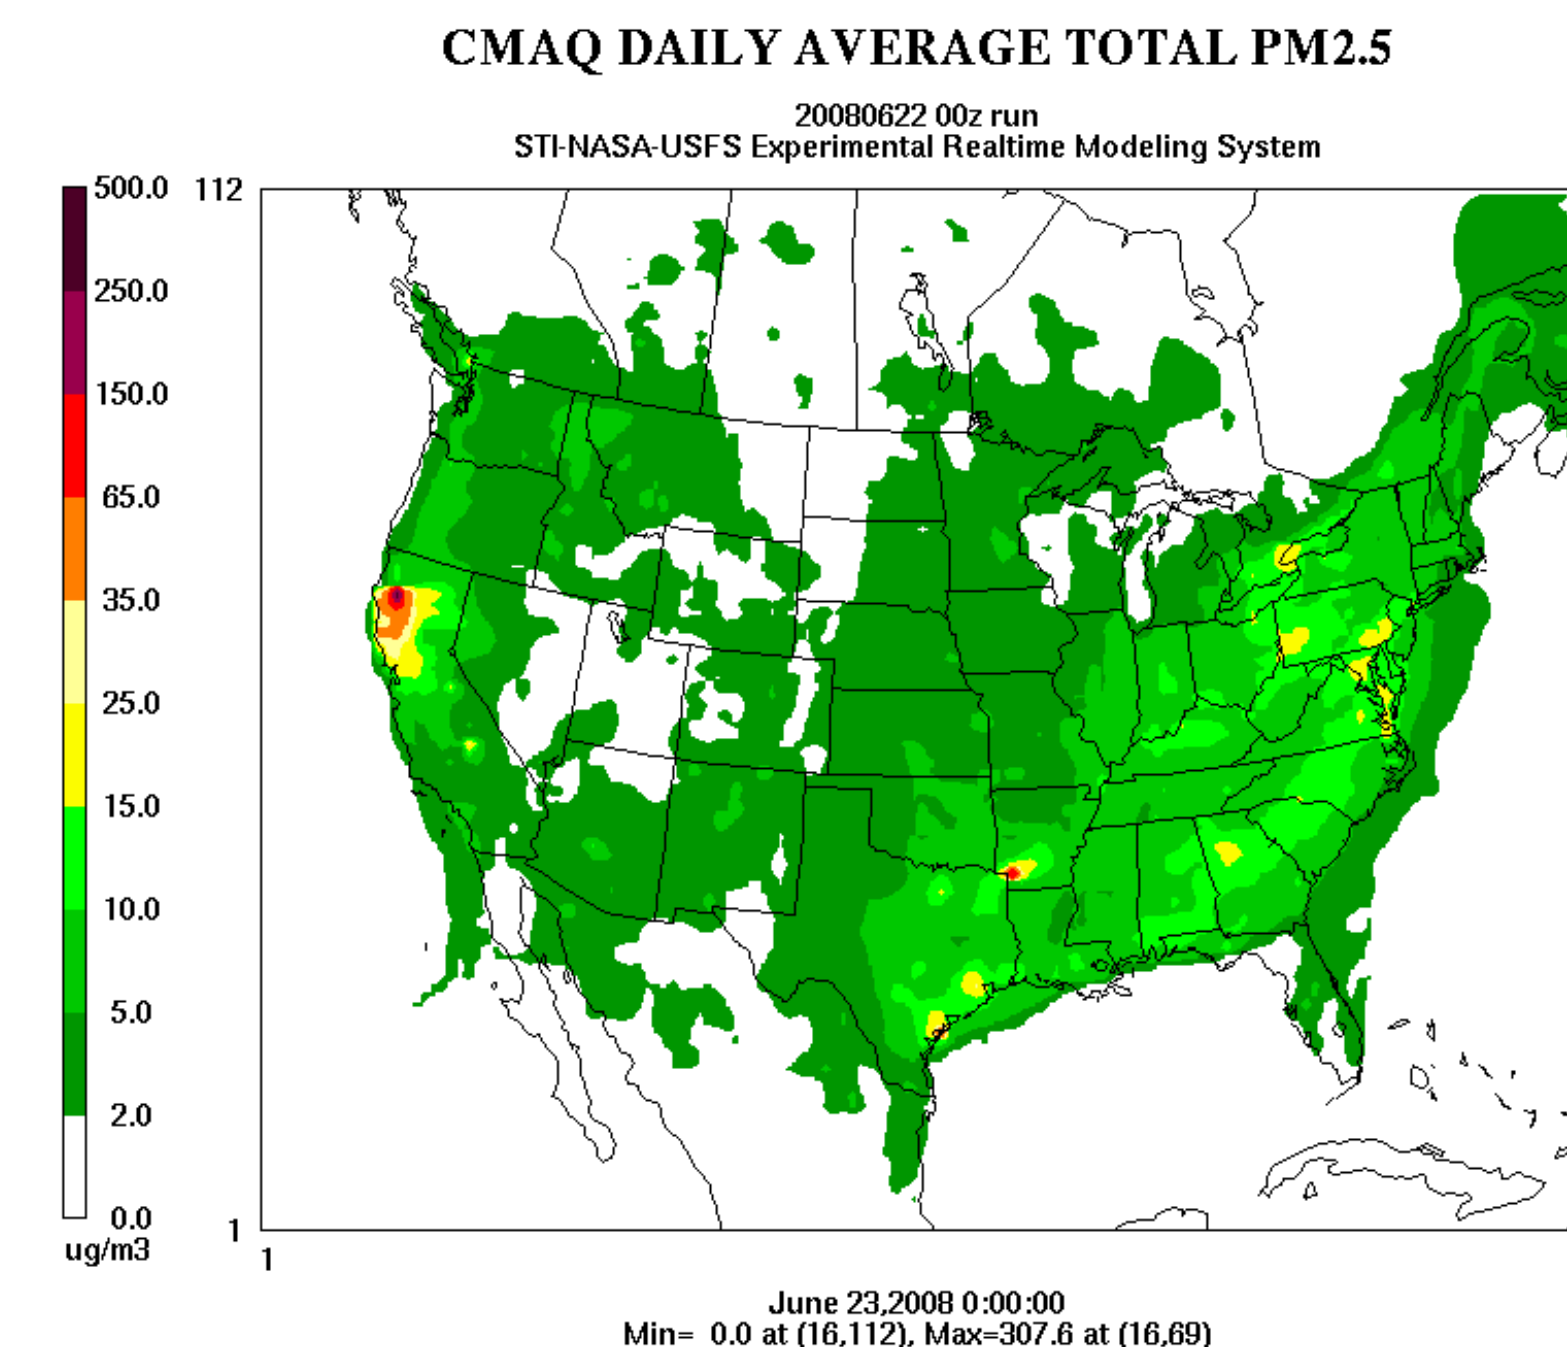 CMAQ DAILY AVERAGE TOTAL PM2.5
20080622 00z run
STI-NASA-USFS Experimental Realtime Modeling System
500.0
112
250.0
150.0
65.0
35.0
25.0
15.0
10.0
5.0
2.0
0.0
1
ug/m3
1
June 23,2008 0:00:00
Min= 0.0 at (16,112), Max=307.6 at (16,69)